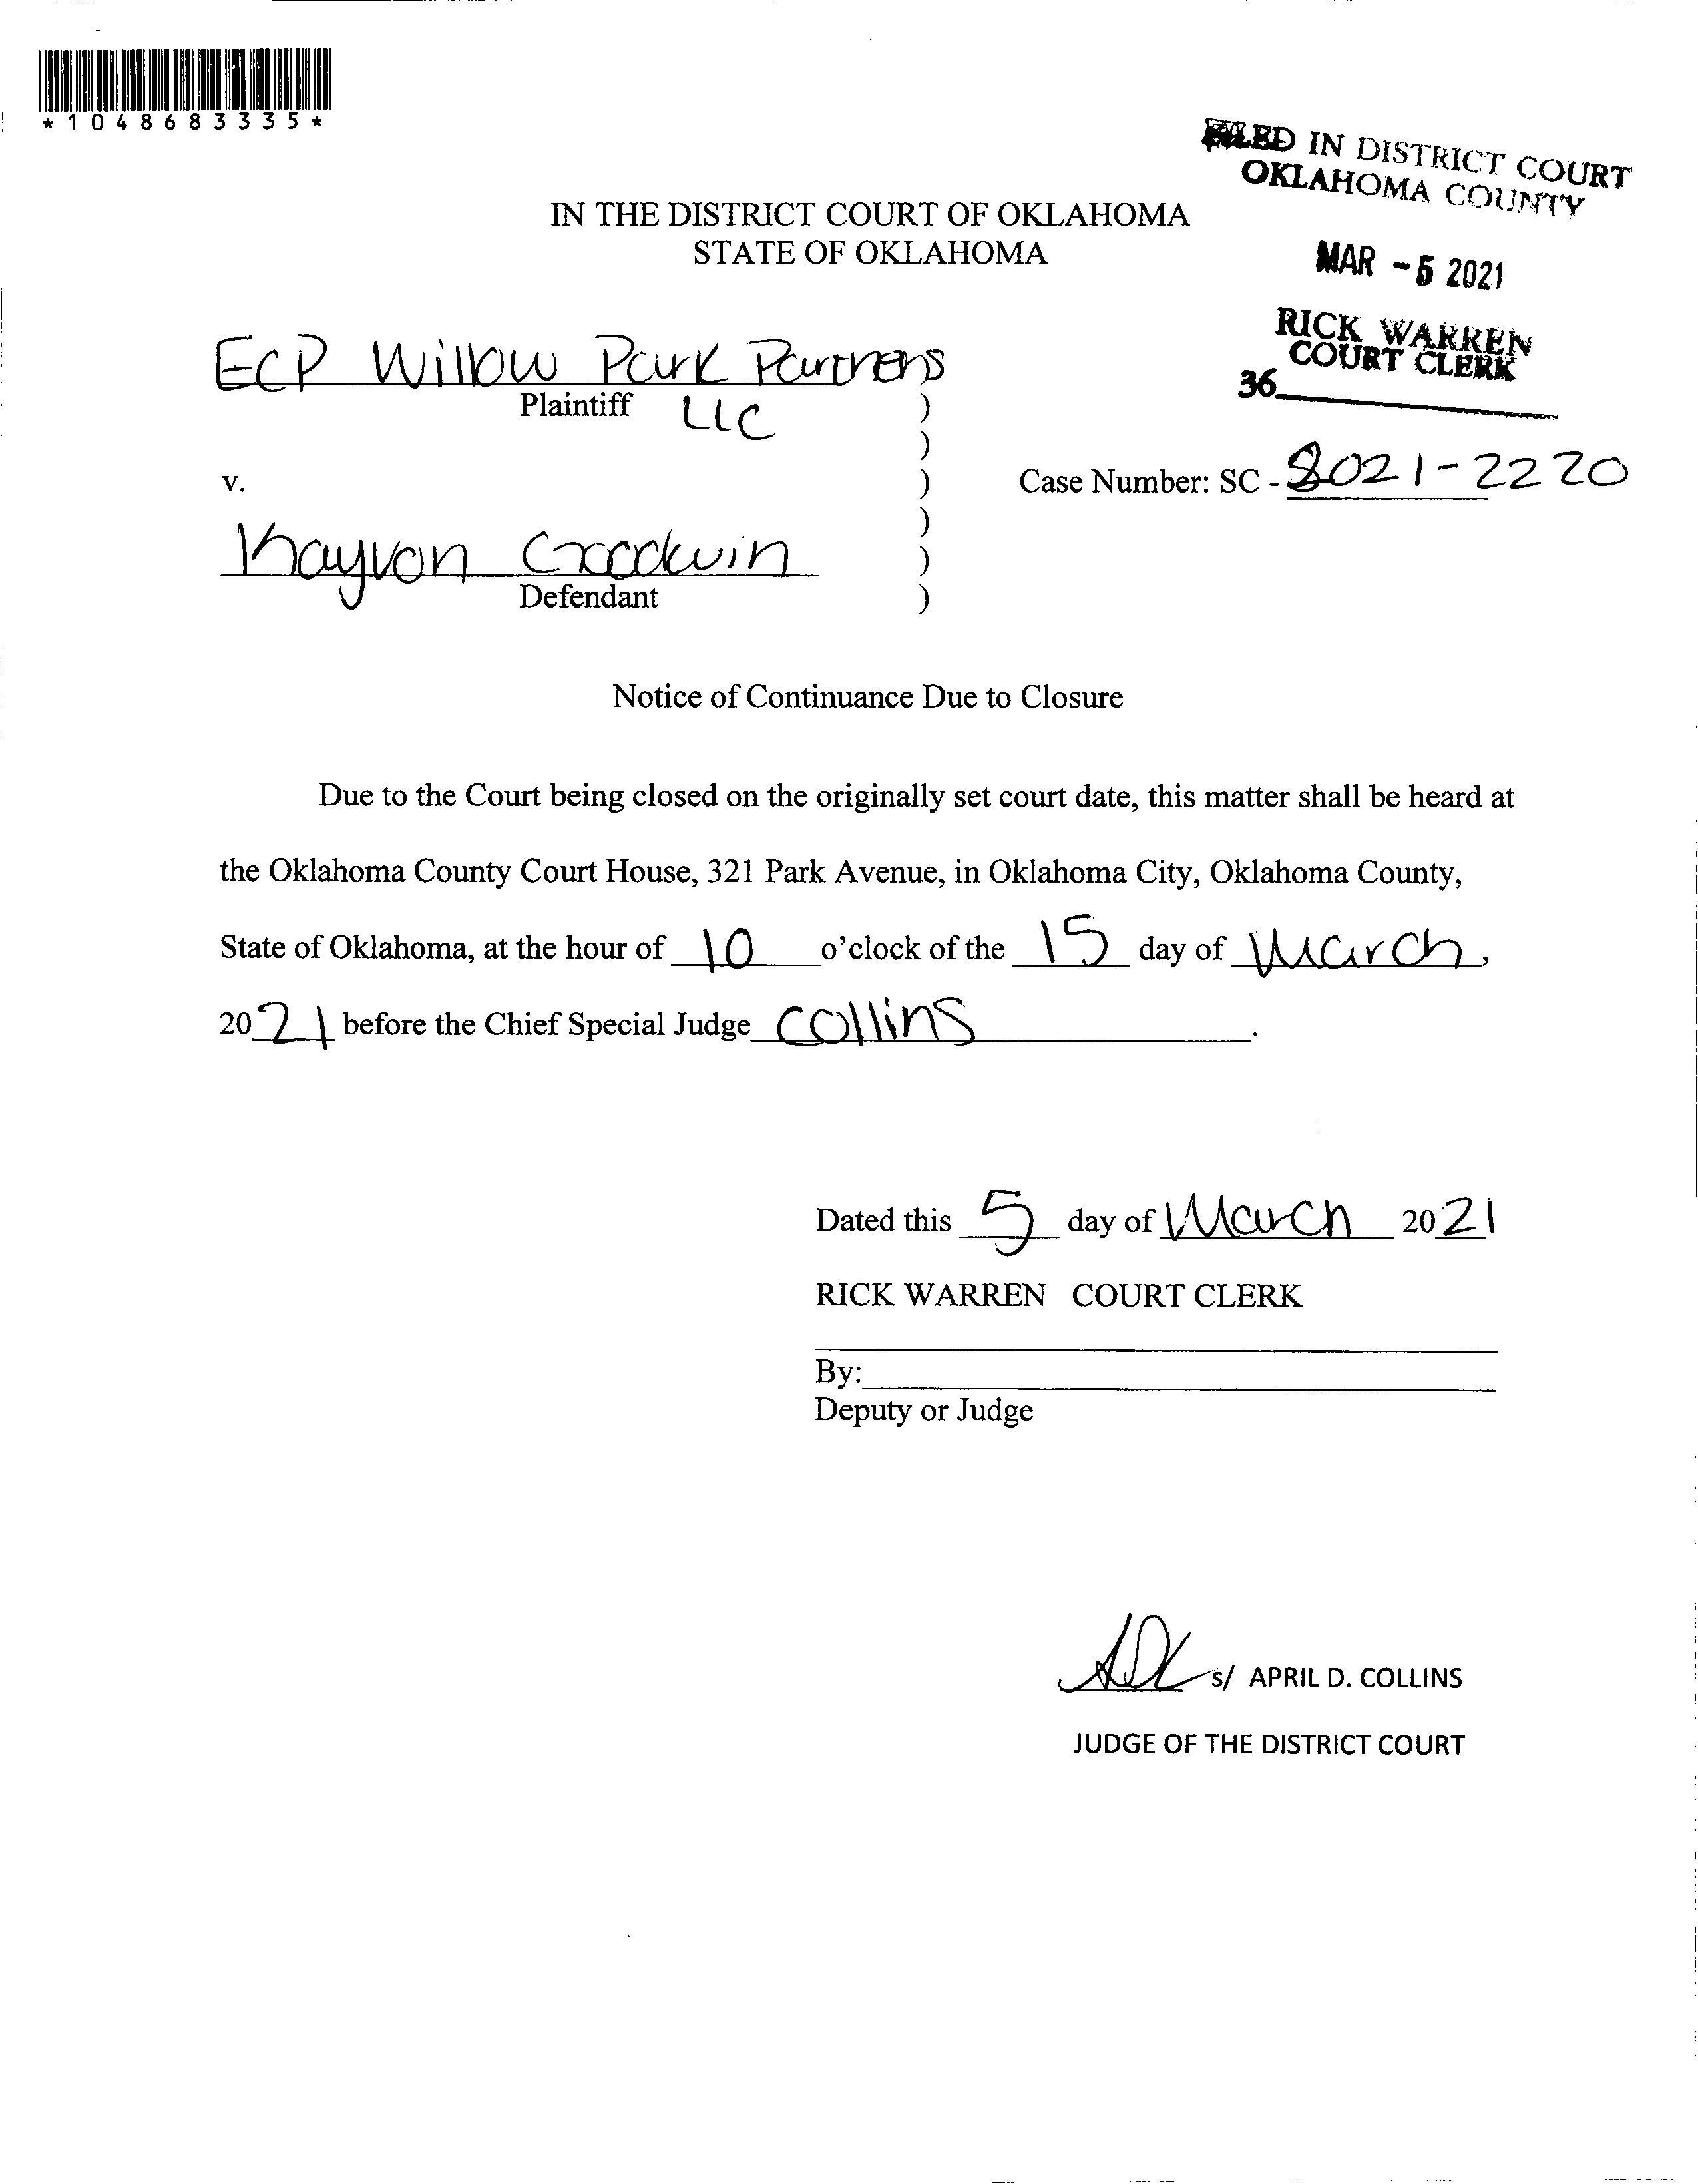 *1048683335*
FILED IN DISTRICT COURT
OKLAHOMA COUNTY
MAR - 5 2021
RICK WARREN
COURT CLERK
36
IN THE DISTRICT COURT OF OKLAHOMA
STATE OF OKLAHOMA
ECP Willow Park Partners
Plaintiff LLC )
)
v. ) Case Number: SC - 2021-2220
)
Kayvon Goodwin )
Defendant )
Notice of Continuance Due to Closure
Due to the Court being closed on the originally set court date, this matter shall be heard at
the Oklahoma County Court House, 321 Park Avenue, in Oklahoma City, Oklahoma County,
State of Oklahoma, at the hour of 10 o'clock of the 15 day of March,
2021 before the Chief Special Judge Collins.
Dated this 5 day of March 2021
RICK WARREN COURT CLERK
By:
Deputy or Judge
ADC s/ APRIL D. COLLINS
JUDGE OF THE DISTRICT COURT